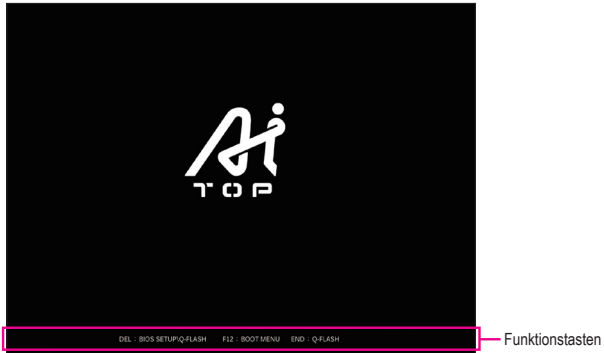 Ai
TOP
DEL : BIOS SETUP\Q-FLASH F12 : BOOT MENU END : Q-FLASH
Funktionstasten